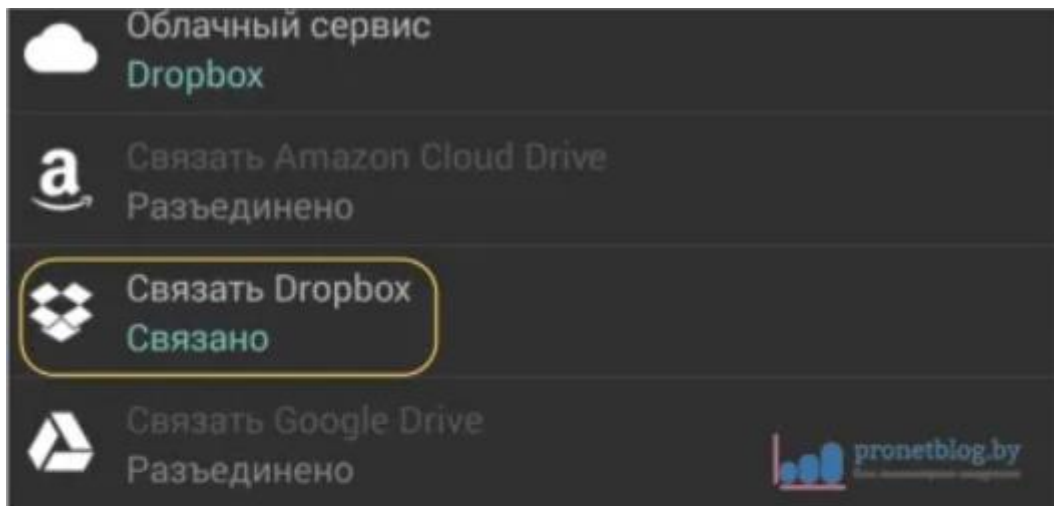 Облачный сервис
Dropbox
Связать Amazon Cloud Drive
Разъединено
Связать Dropbox
Связано
Связать Google Drive
Разъединено
pronetblog.by